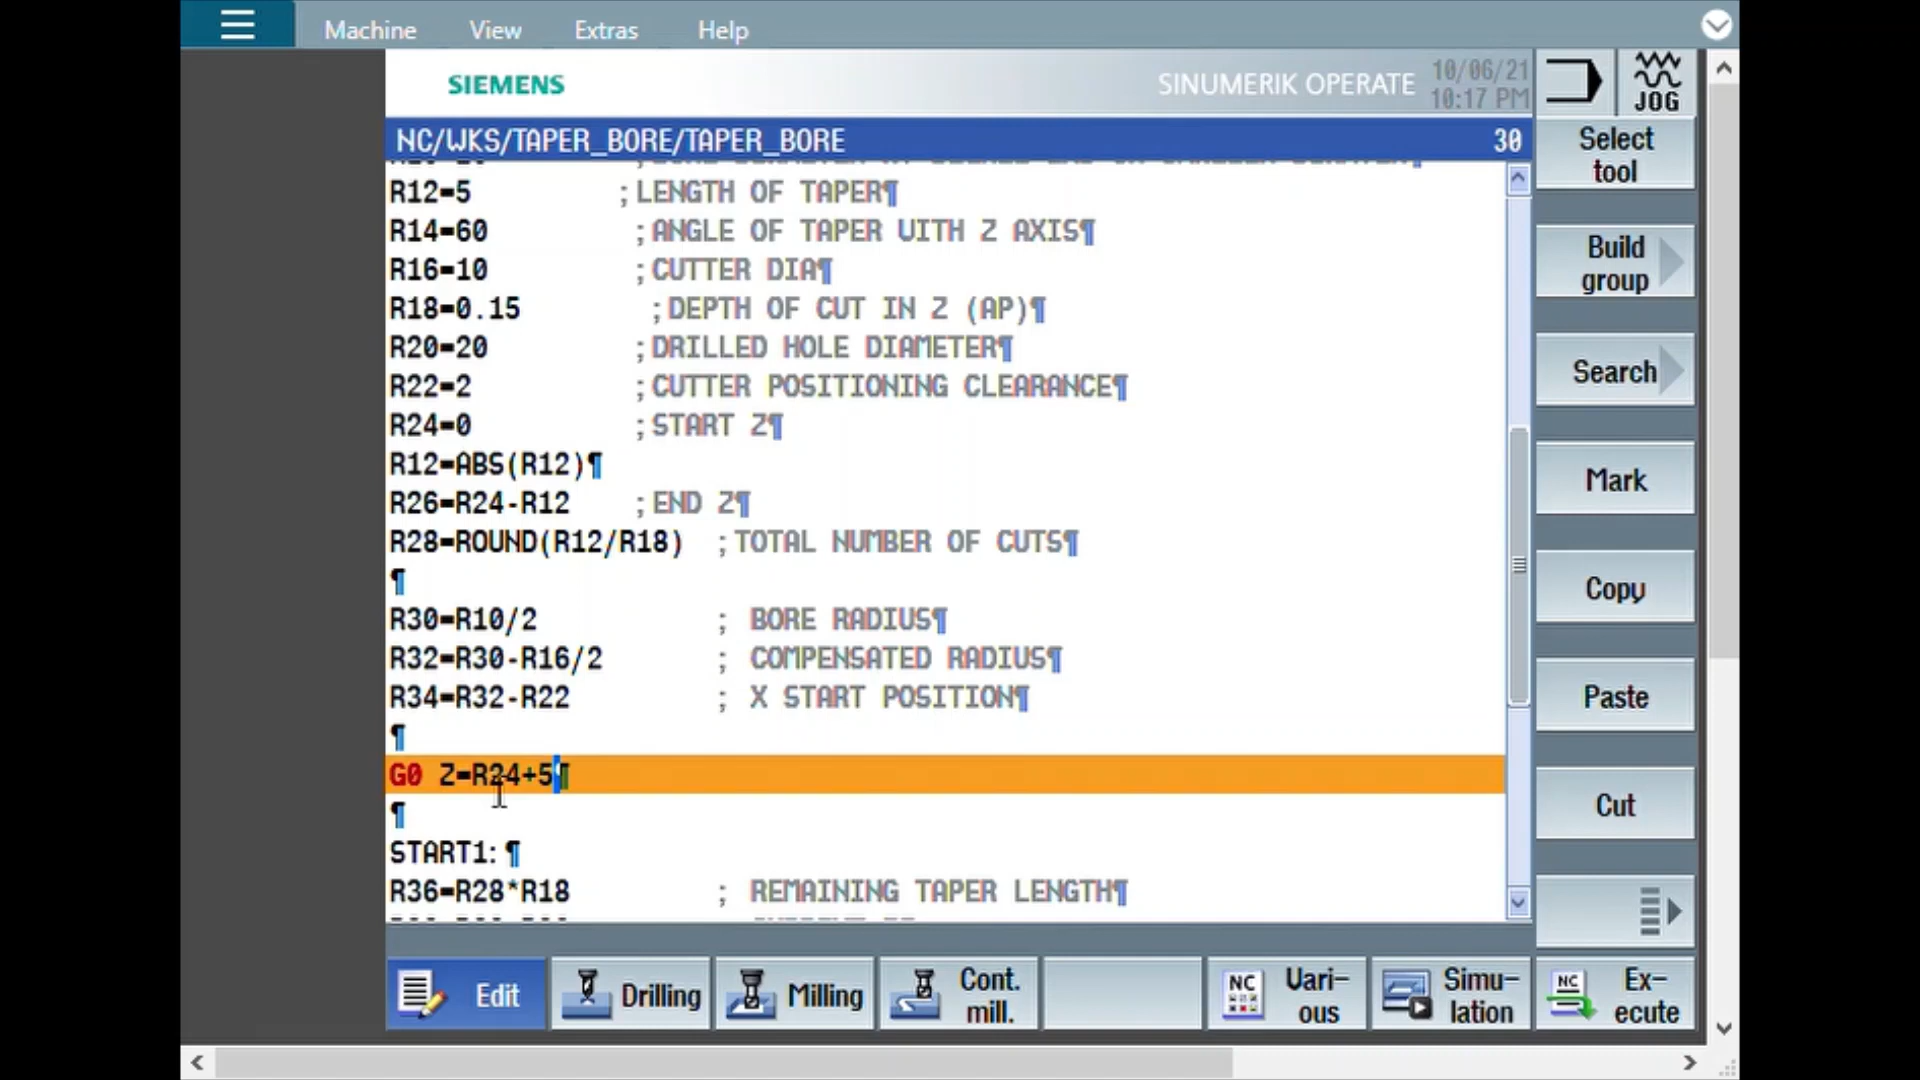 Machine View Extras Help
SIEMENS
SINUMERIK OPERATE
10/06/21
10:17 PM
JOG
NC/WKS/TAPER_BORE/TAPER_BORE 30
R12=5 ;LENGTH OF TAPER¶
R14=60 ;ANGLE OF TAPER WITH Z AXIS¶
R16=10 ;CUTTER DIA¶
R18=0.15 ;DEPTH OF CUT IN Z (AP)¶
R20=20 ;DRILLED HOLE DIAMETER¶
R22=2 ;CUTTER POSITIONING CLEARANCE¶
R24=0 ;START Z¶
R12=ABS(R12)¶
R26=R24-R12 ;END Z¶
R28=ROUND(R12/R18) ;TOTAL NUMBER OF CUTS¶
¶
R30=R10/2 ; BORE RADIUS¶
R32=R30-R16/2 ; COMPENSATED RADIUS¶
R34=R32-R22 ; X START POSITION¶
¶
G0 Z=R24+5¶
¶
START1: ¶
R36=R28*R18 ; REMAINING TAPER LENGTH¶
Select
tool
Build
group
Search
Mark
Copy
Paste
Cut
Edit
Drilling
Milling
Cont.
mill.
NC
Vari-
ous
Simu-
lation
NC
Ex-
ecute